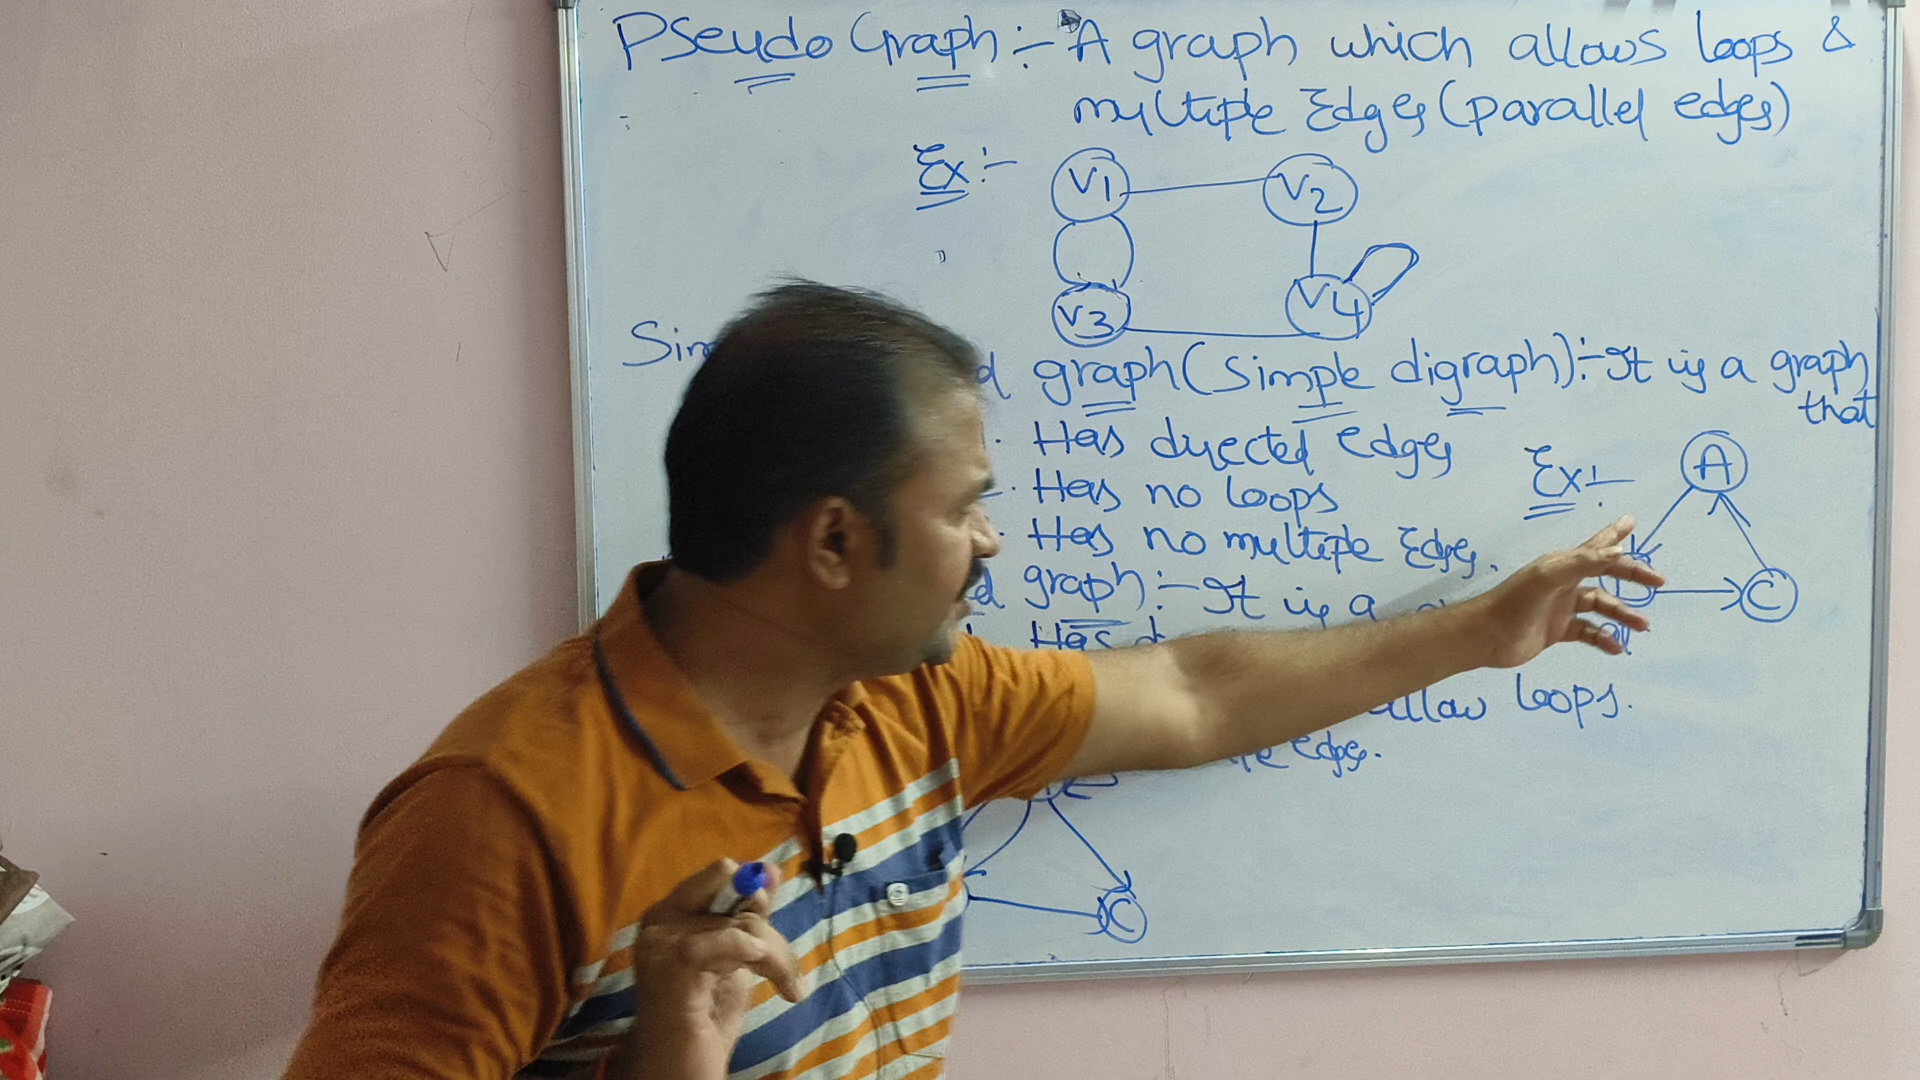 Pseudo Graph :- A graph which allows loops &
multiple Edges (parallel edges)
Ex :-
V1 V2
V3 V4
graph (simple digraph) :- It is a graph
that
Has directed edges
Ex :- A
Has no loops
Has no multiple Edges.
C
graph :- It is a
Has
allow loops.
edges.
C